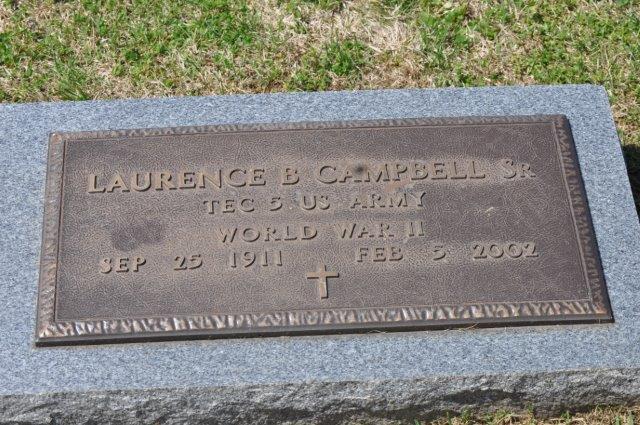 LAURENCE B CAMPBELL SR
TEC 5 US ARMY
WORLD WAR II
SEP 25 1911 FEB 5 2002